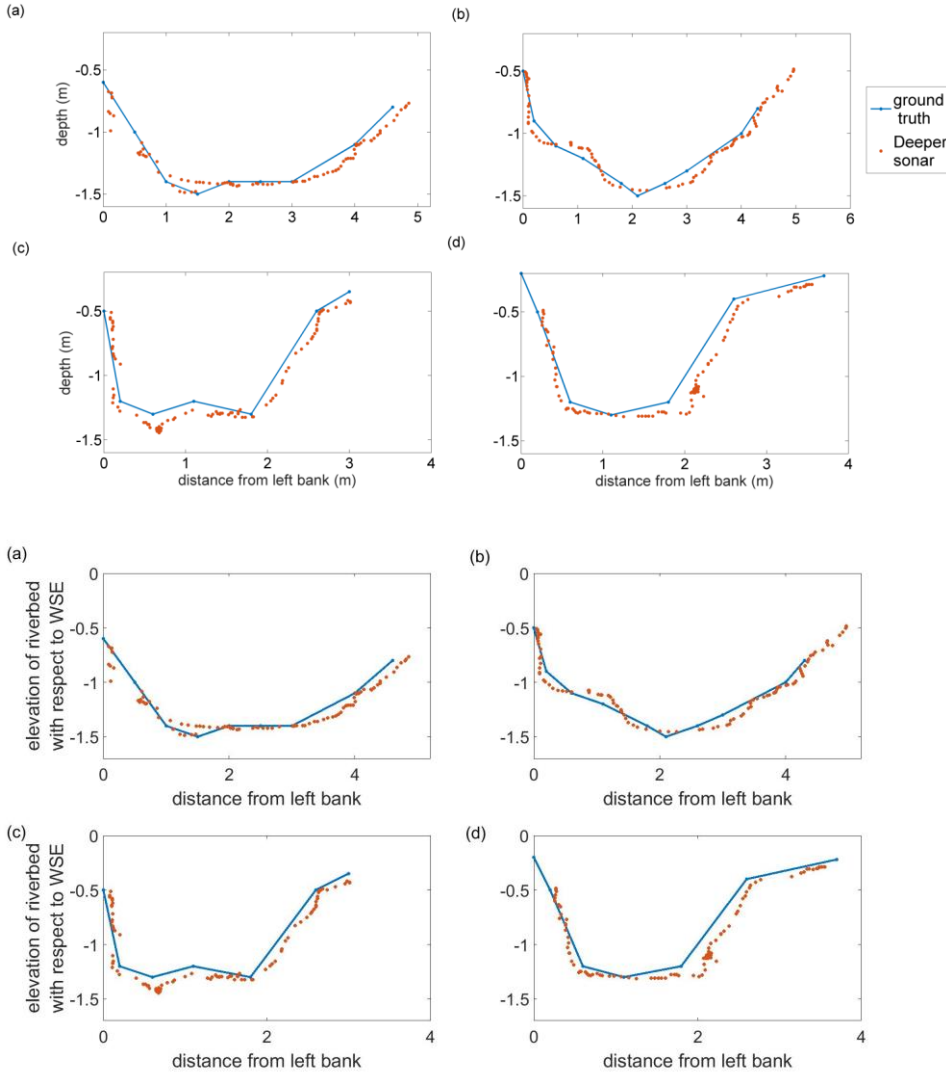 (a)
(b)
-0.5
-1
-1.5
depth (m)
0 1 2 3 4 5
-0.5
-1
-1.5
0 1 2 3 4 5 6
ground
truth
Deeper
sonar
(c)
(d)
-0.5
-1
-1.5
depth (m)
0 1 2 3 4
distance from left bank (m)
-0.5
-1
-1.5
0 1 2 3 4
distance from left bank (m)
(a)
(b)
elevation of riverbed
with respect to WSE
0
-0.5
-1
-1.5
0 2 4
distance from left bank
0
-0.5
-1
-1.5
0 2 4
distance from left bank
(c)
(d)
elevation of riverbed
with respect to WSE
0
-0.5
-1
-1.5
0 2 4
distance from left bank
0
-0.5
-1
-1.5
0 2 4
distance from left bank